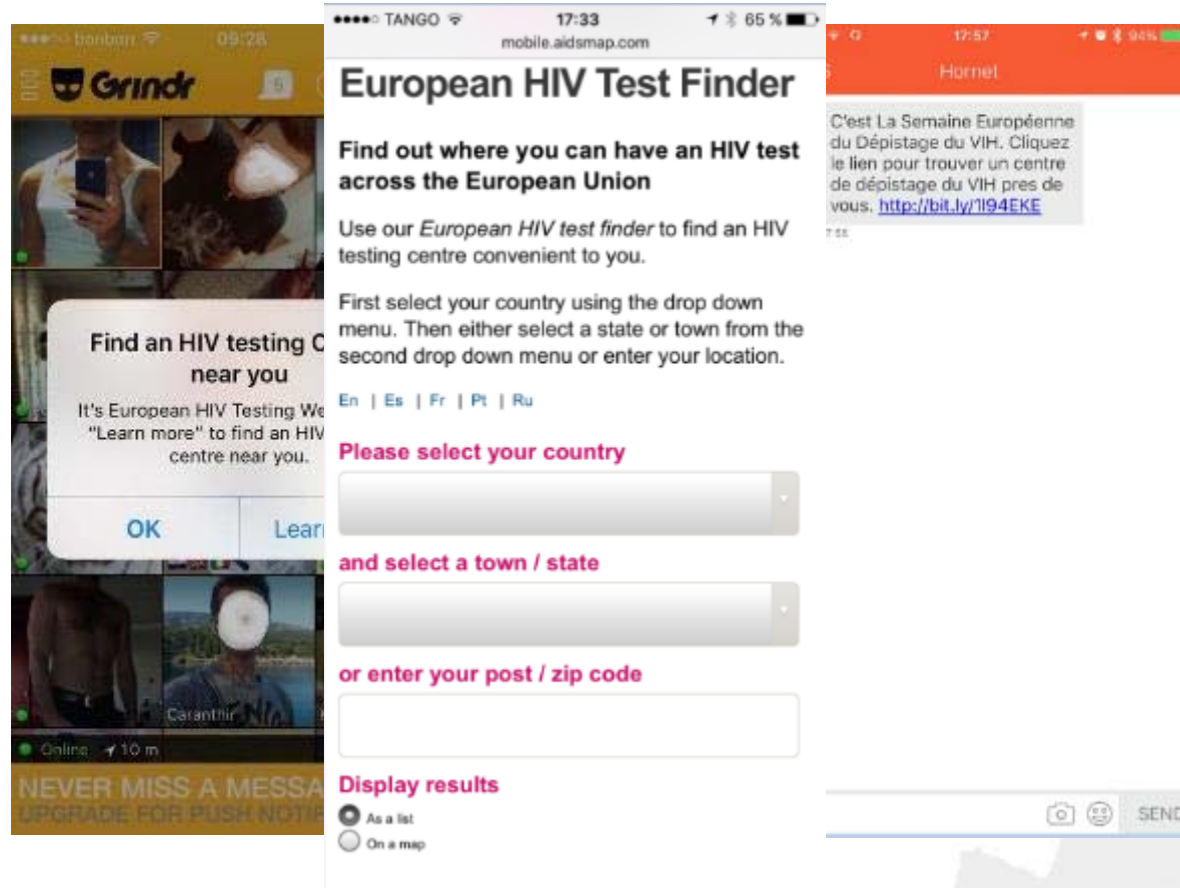 bonbon
09:28
Grindr
5
Find an HIV testing C
near you
It's European HIV Testing We
"Learn more" to find an HIV
centre near you.
OK
Lear
Caranthir
Online
10 m
NEVER MISS A MESSA
UPGRADE FOR PUSH NOTIF
TANGO
17:33
65 %
mobile.aidsmap.com
European HIV Test Finder
Find out where you can have an HIV test
across the European Union
Use our European HIV test finder to find an HIV
testing centre convenient to you.
First select your country using the drop down
menu. Then either select a state or town from the
second drop down menu or enter your location.
En | Es | Fr | Pt | Ru
Please select your country
and select a town / state
or enter your post / zip code
Display results
As a list
On a map
17:57
94%
Hornet
C'est La Semaine Européenne
du Dépistage du VIH. Cliquez
le lien pour trouver un centre
de dépistage du VIH pres de
vous. http://bit.ly/1I94EKE
SEND